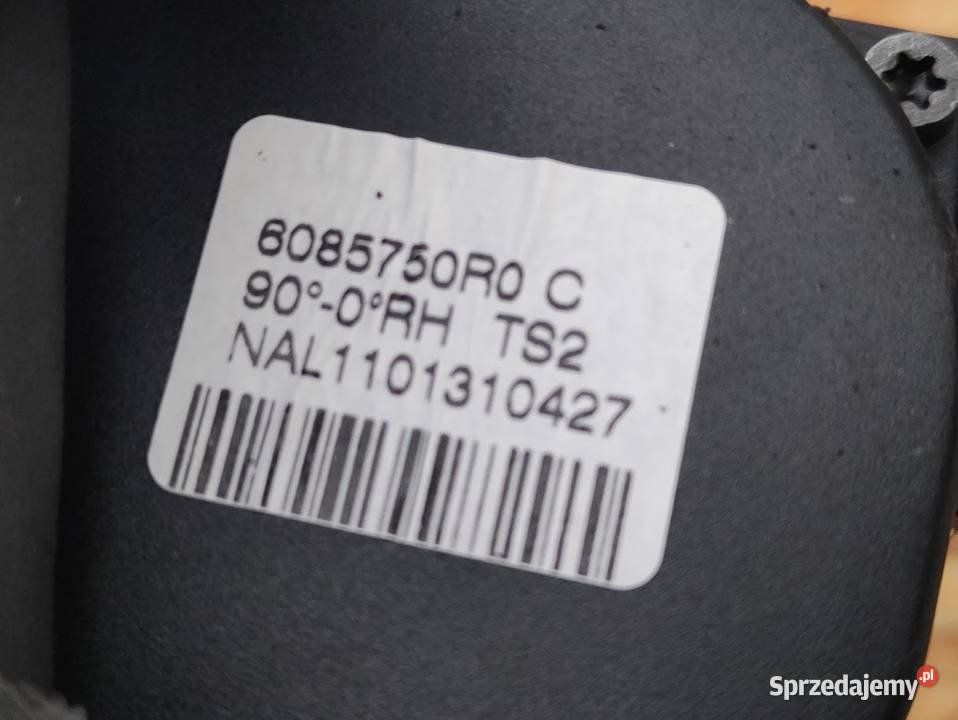 6085750R0 C
90°-0°RH TS2
NAL1101310427
Sprzedajemy.pl